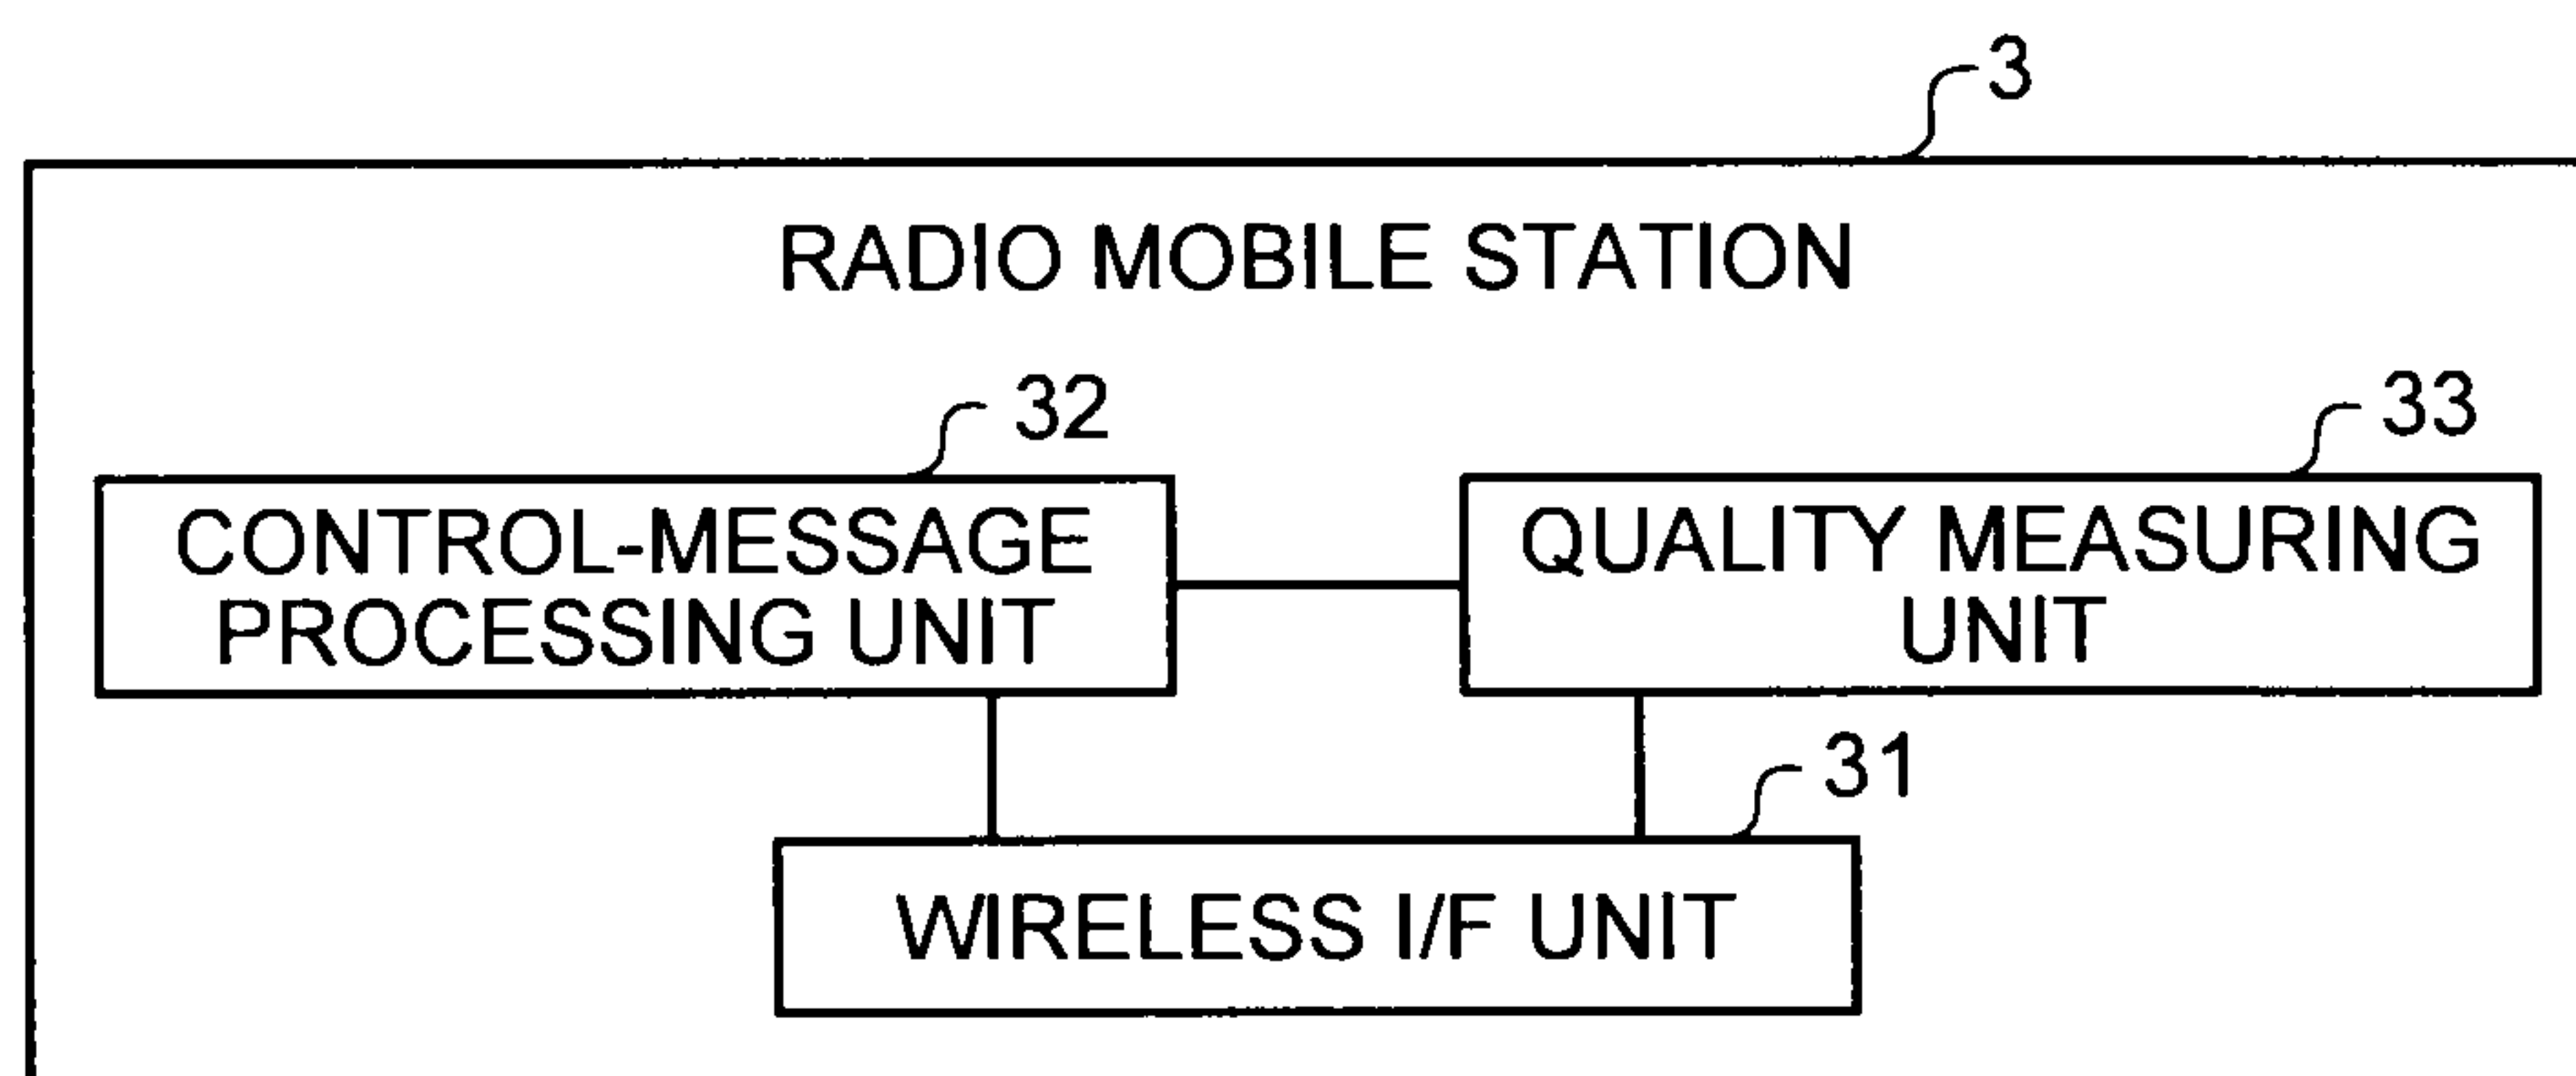 3
RADIO MOBILE STATION
32
33
CONTROL-MESSAGE
PROCESSING UNIT
QUALITY MEASURING
UNIT
31
WIRELESS I/F UNIT